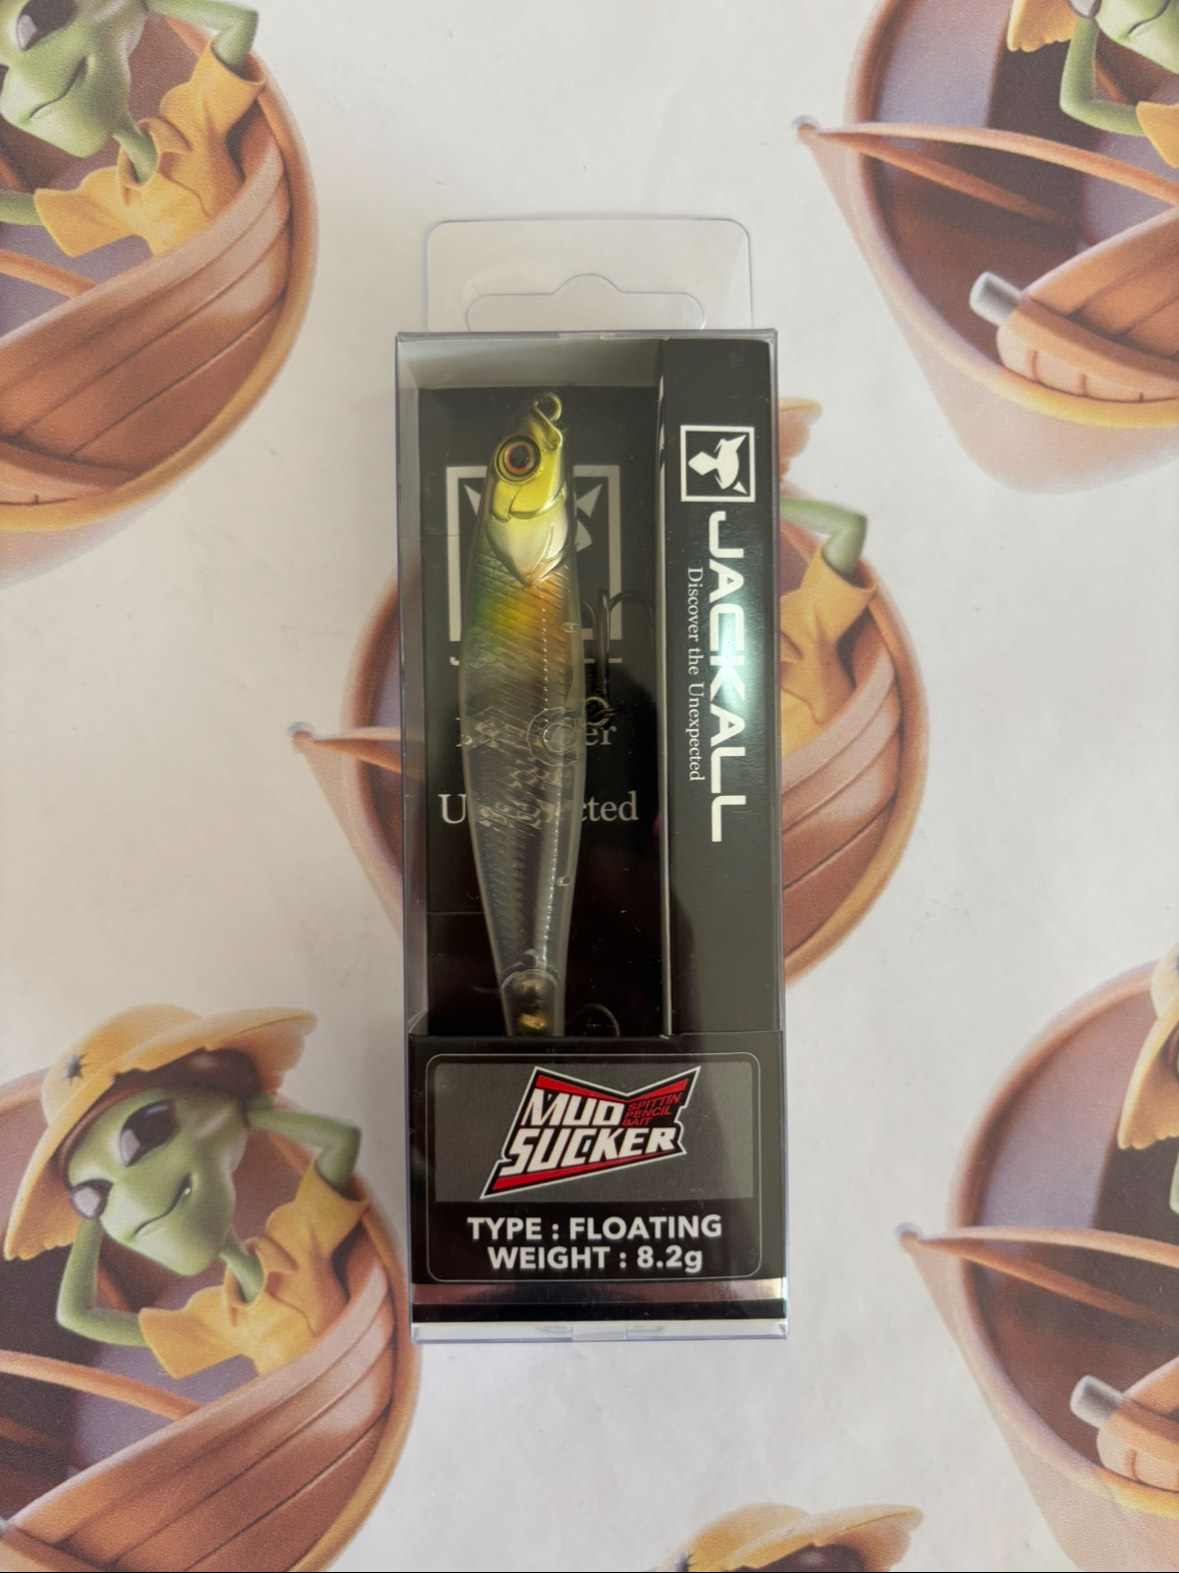 JACKALL
Discover the Unexpected
MUD
SUCKER
SPITTIN
PENCIL
BAIT
TYPE : FLOATING
WEIGHT : 8.2g